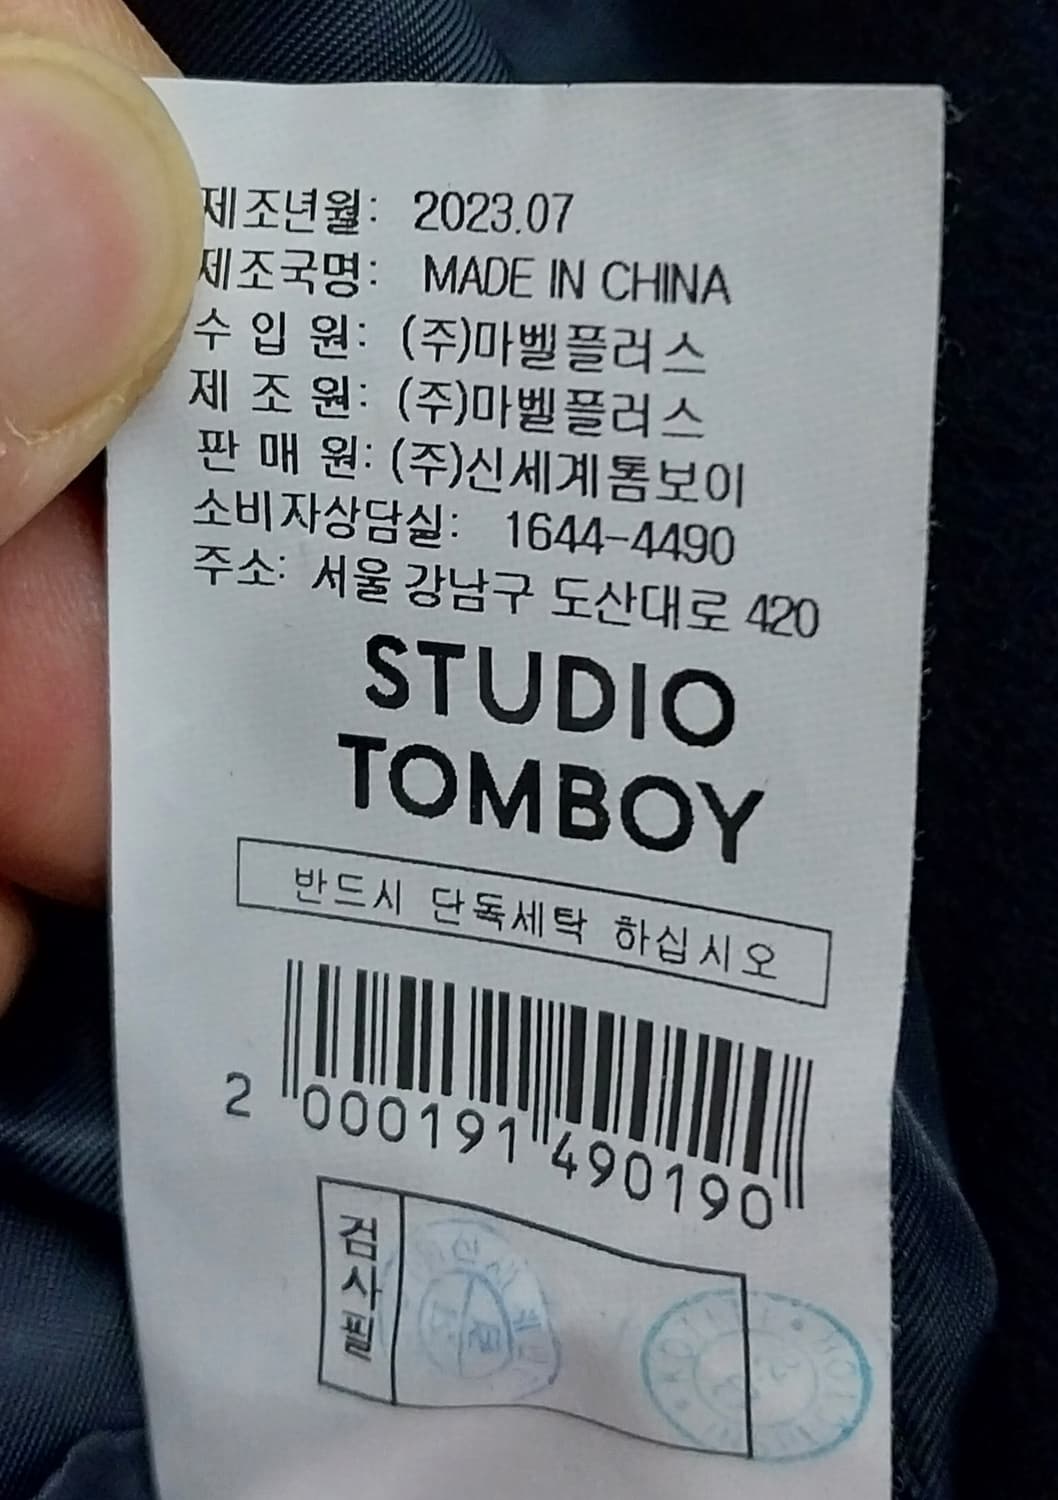 제조년월: 2023.07
제조국명: MADE IN CHINA
수 입 원: (주)마벨플러스
제 조 원: (주)마벨플러스
판 매 원: (주)신세계톰보이
소비자상담실: 1644-4490
주소: 서울 강남구 도산대로 420
STUDIO
TOMBOY
반드시 단독세탁 하십시오
2 000191 490190
검사필